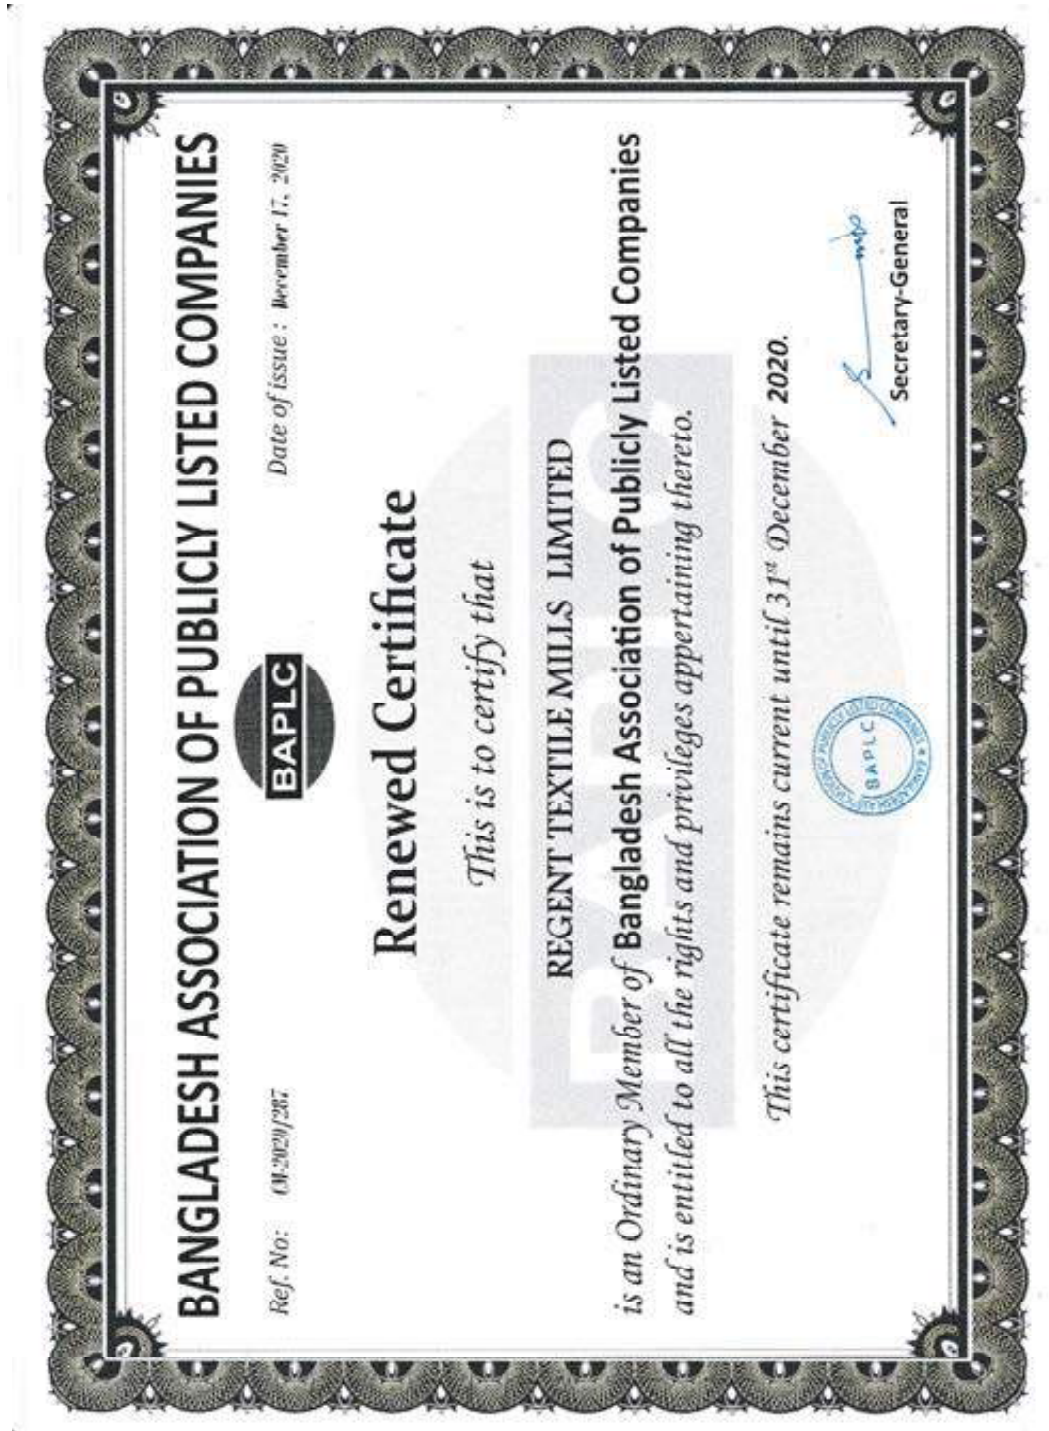 BANGLADESH ASSOCIATION OF PUBLICLY LISTED COMPANIES
Ref. No: CM-2020/287
Date of issue : December 17, 2020
BAPLC
Renewed Certificate
This is to certify that
REGENT TEXTILE MILLS LIMITED
is an Ordinary Member of Bangladesh Association of Publicly Listed Companies
and is entitled to all the rights and privileges appertaining thereto.
This certificate remains current until 31st December 2020.
BAPLC
Secretary-General